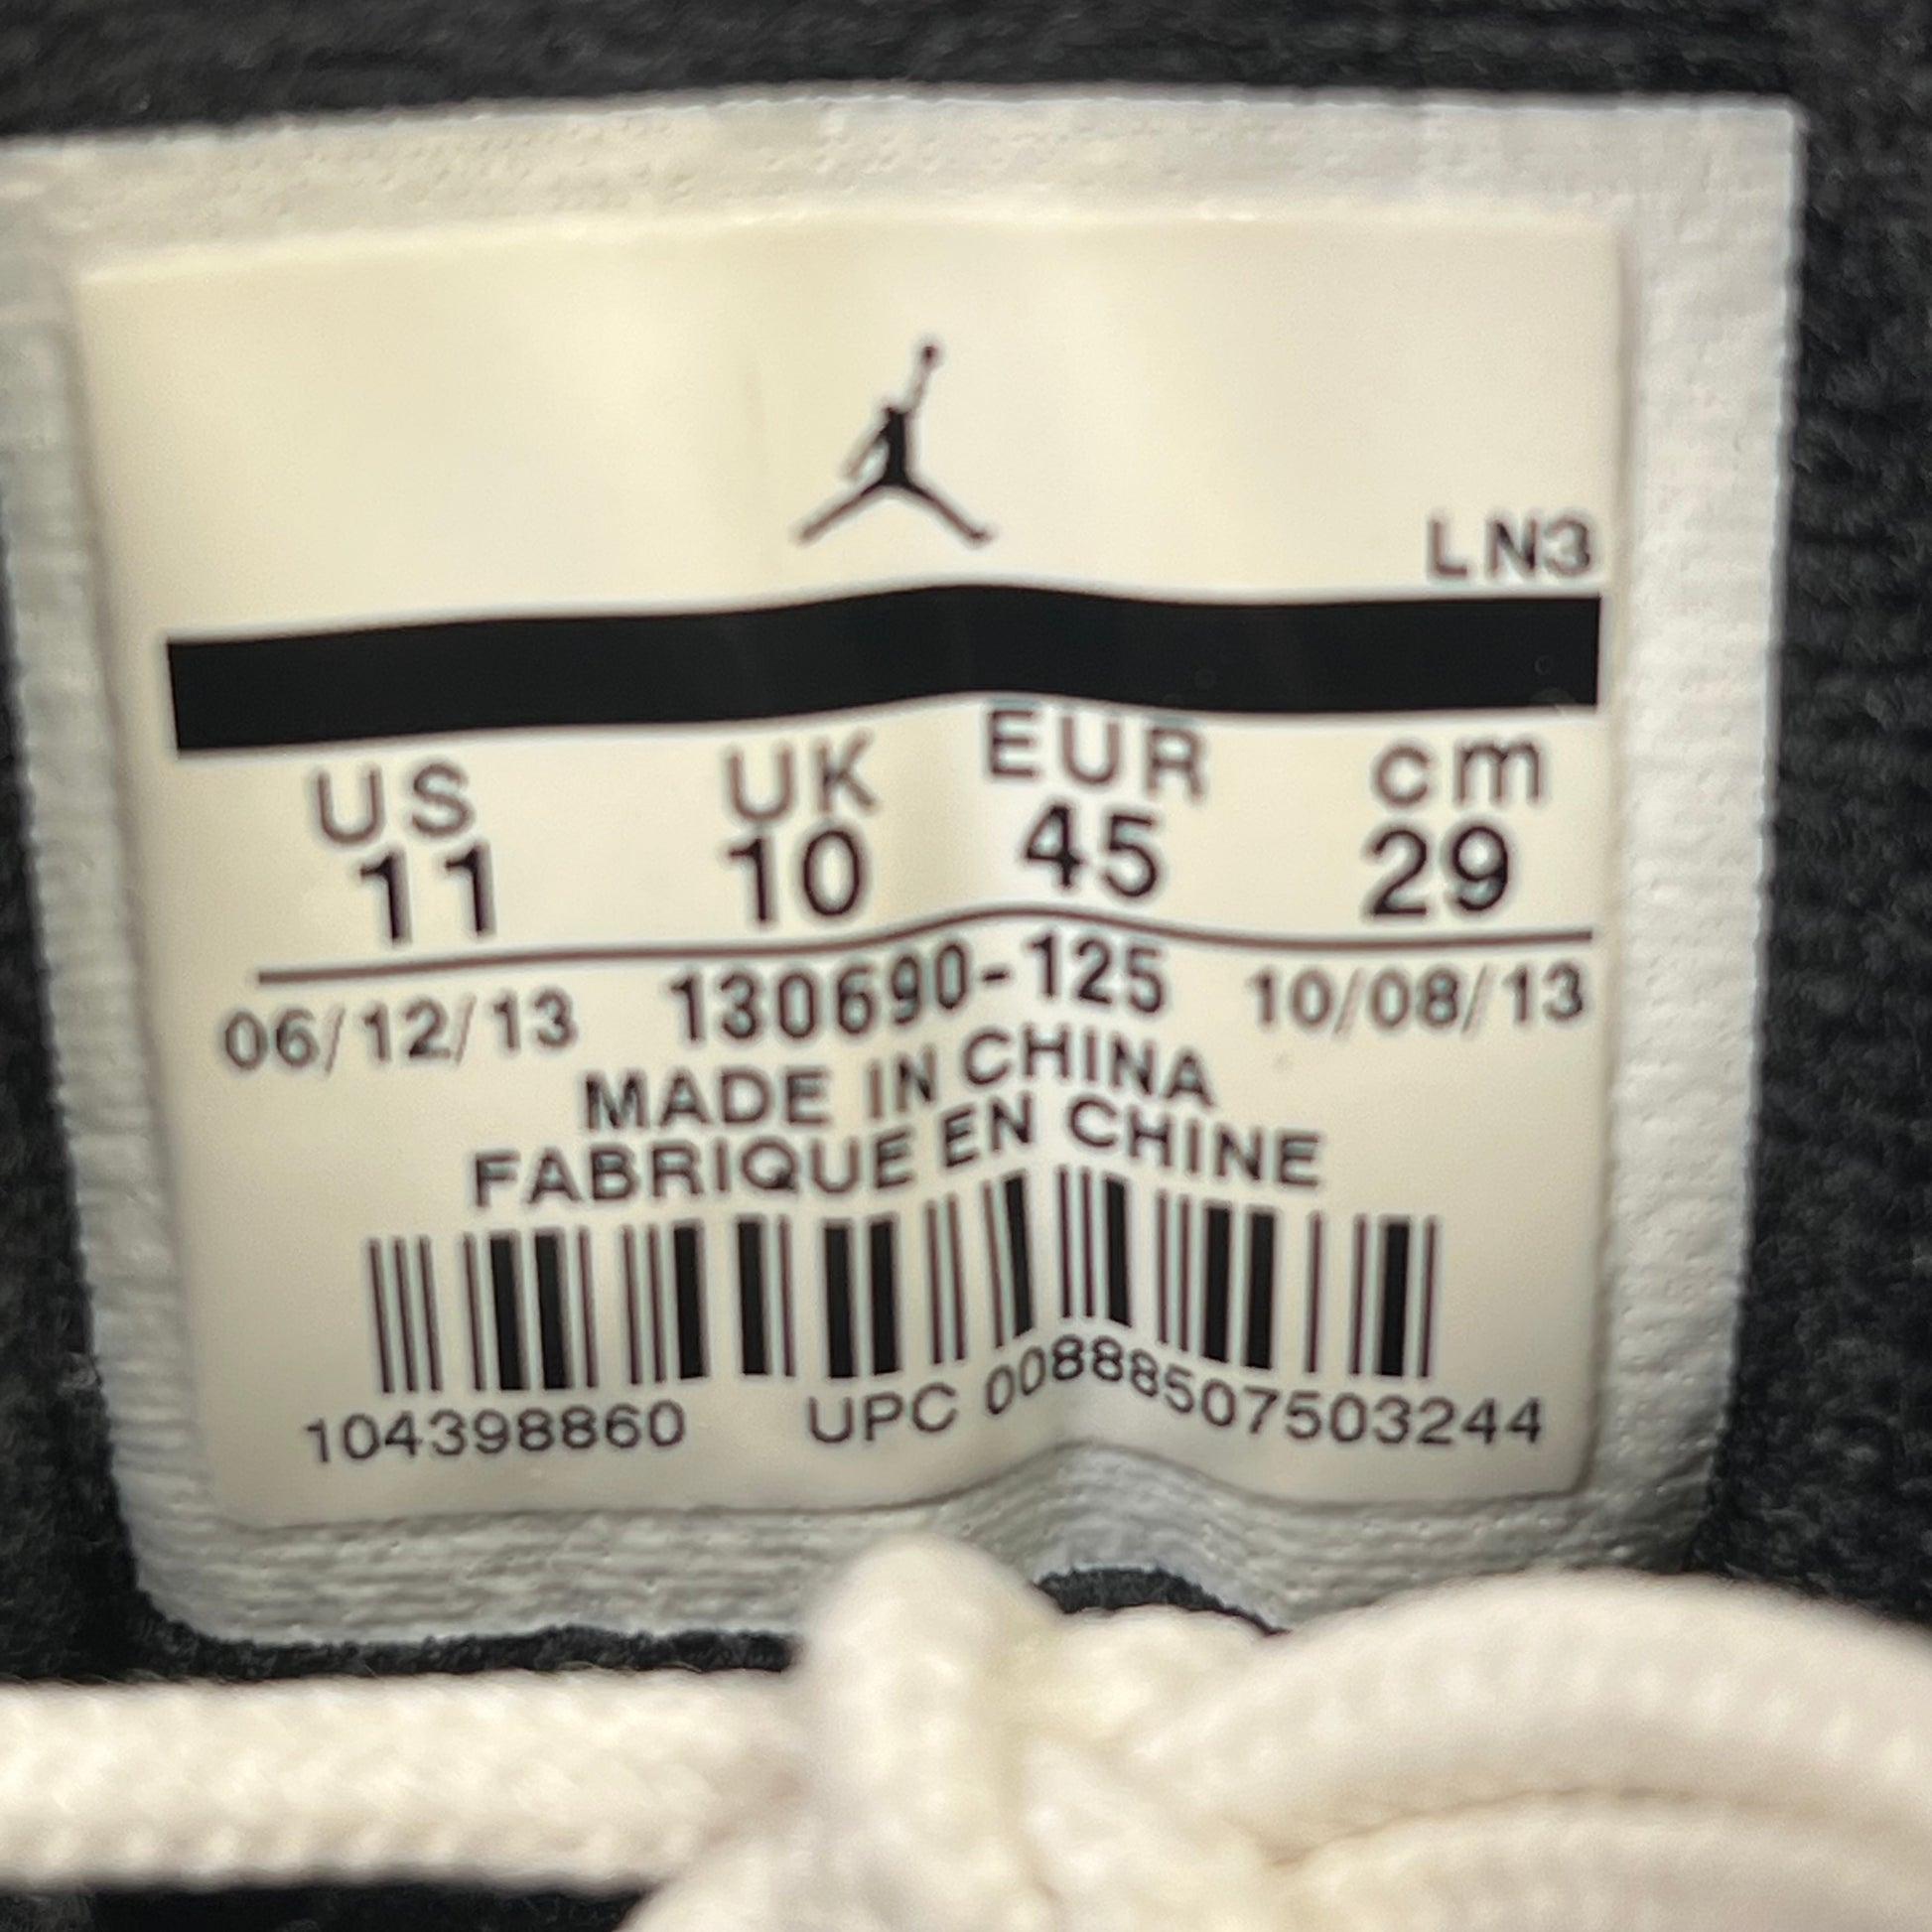 LN3
US UK EUR cm
11 10 45 29
06/12/13 130690-125 10/08/13
MADE IN CHINA
FABRIQUE EN CHINE
104398860 UPC 00888507503244